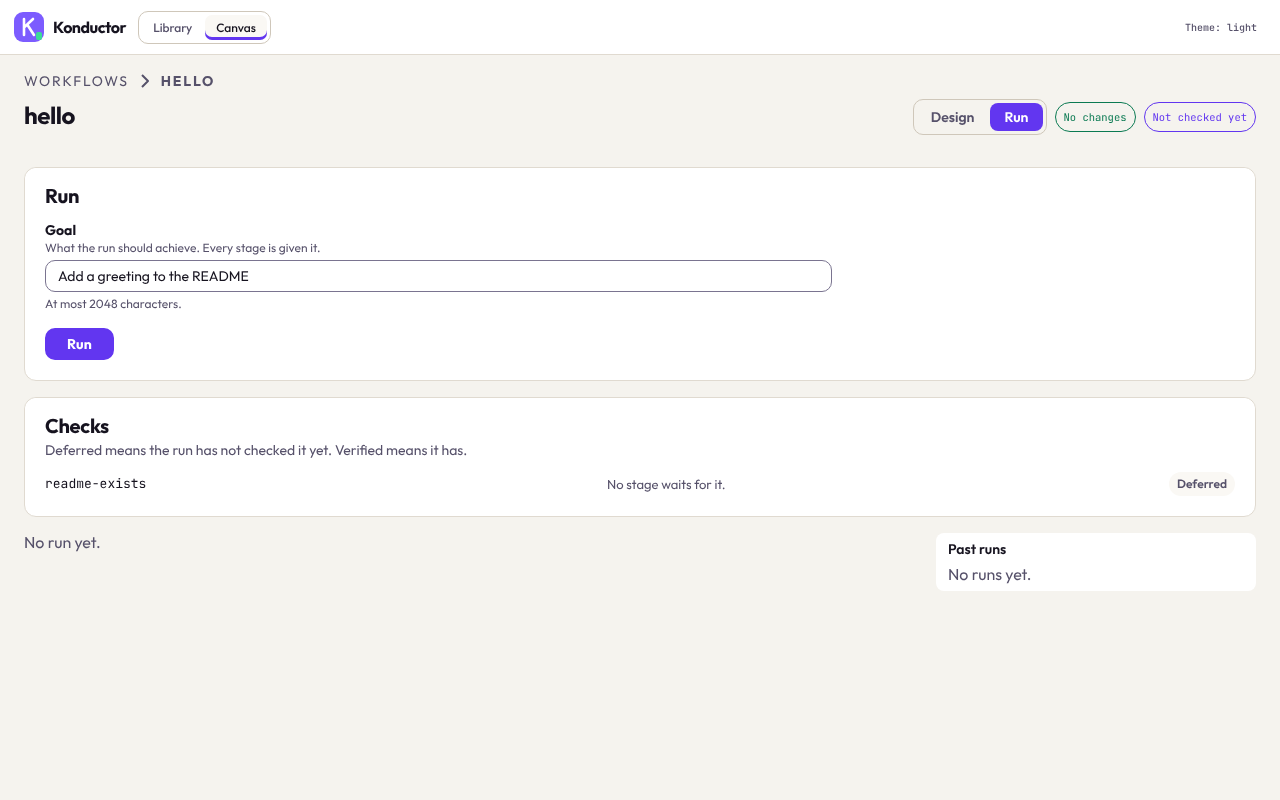 Konductor
Library
Canvas
Theme: light
WORKFLOWS > HELLO
hello
Design
Run
No changes
Not checked yet
Run
Goal
What the run should achieve. Every stage is given it.
Add a greeting to the README
At most 2048 characters.
Run
Checks
Deferred means the run has not checked it yet. Verified means it has.
readme-exists
No stage waits for it.
Deferred
No run yet.
Past runs
No runs yet.